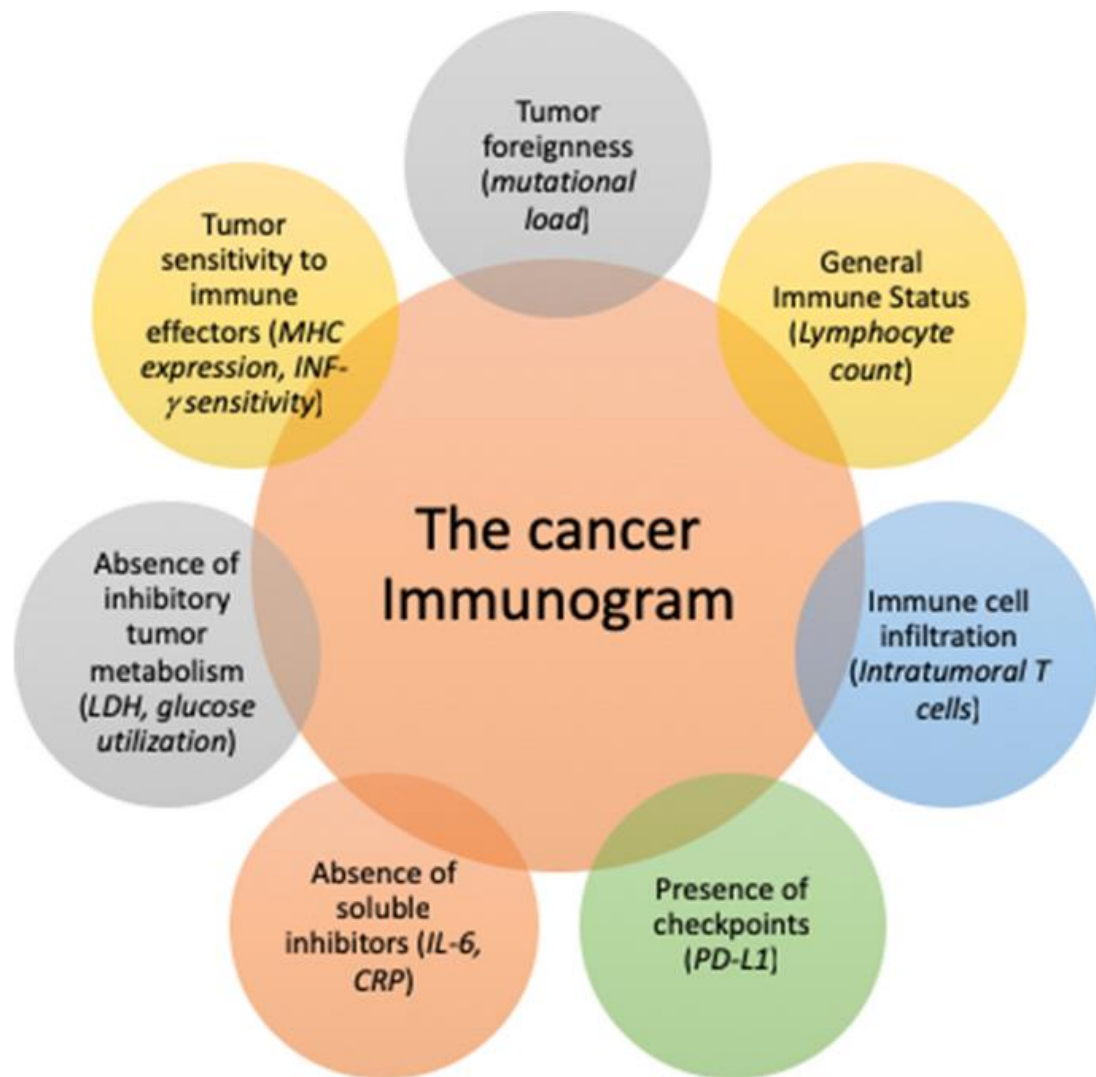 Tumor
foreignness
(mutational
load]
General
Immune Status
(Lymphocyte
count)
Immune cell
infiltration
(Intratumoral T
cells]
Presence of
checkpoints
(PD-L1]
Absence of
soluble
inhibitors (IL-6,
CRP)
Absence of
inhibitory
tumor
metabolism
(LDH, glucose
utilization)
Tumor
sensitivity to
immune
effectors (MHC
expression, INF-
γ sensitivity]
The cancer
Immunogram